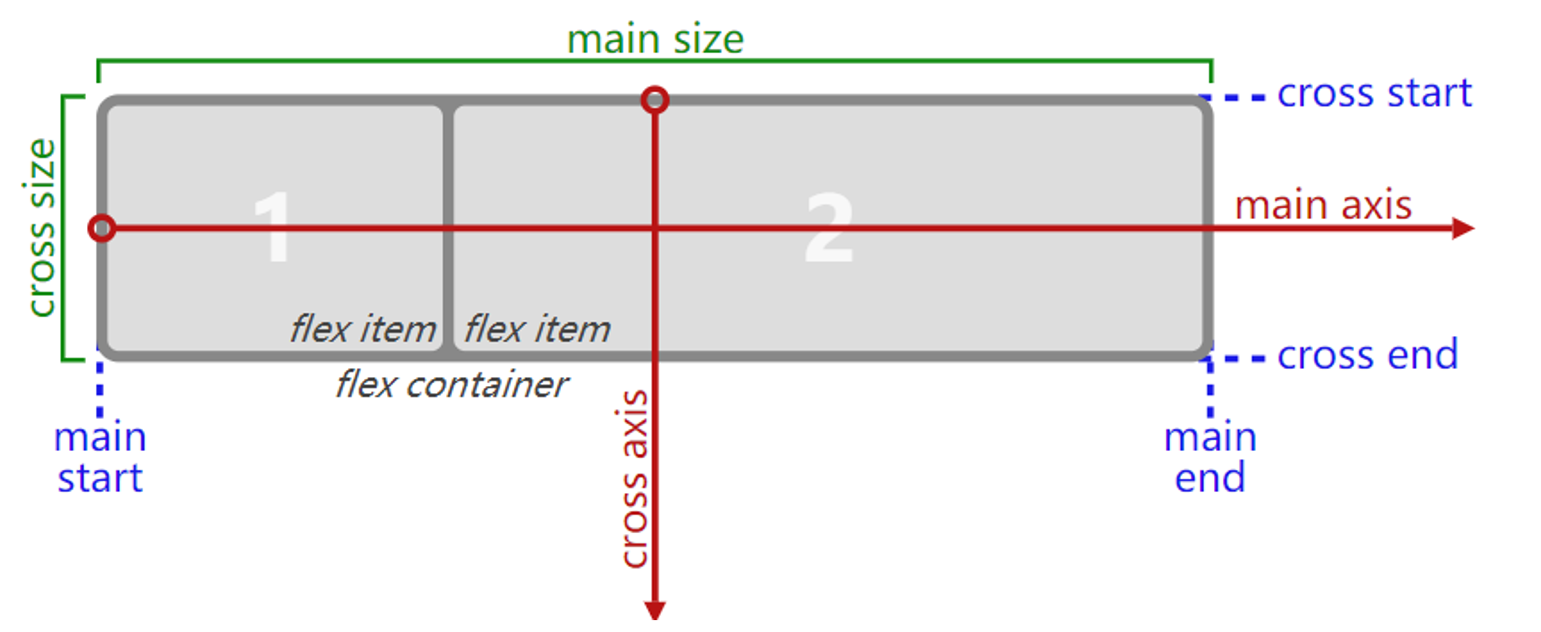 main size
cross start
cross size
1
2
main axis
flex item
flex item
cross end
flex container
cross axis
main
start
main
end